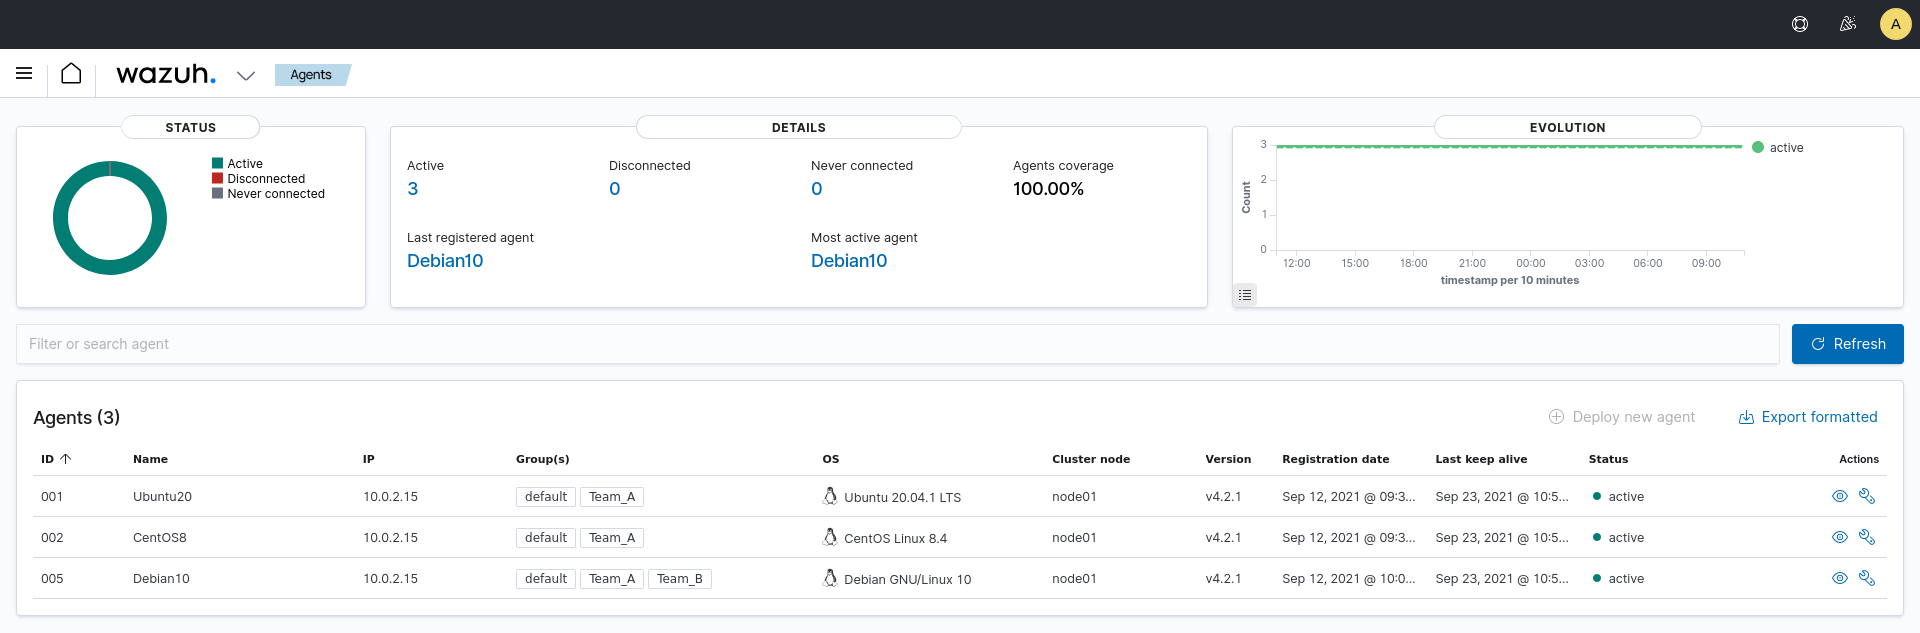 A
wazuh. Agents
STATUS
Active
Disconnected
Never connected
DETAILS
Active Disconnected Never connected Agents coverage
3 0 0 100.00%
Last registered agent Most active agent
Debian10 Debian10
EVOLUTION
3
2
1
0
Count
12:00 15:00 18:00 21:00 00:00 03:00 06:00 09:00
timestamp per 10 minutes
active
Filter or search agent Refresh
Agents (3) Deploy new agent Export formatted
ID Name IP Group(s) OS Cluster node Version Registration date Last keep alive Status Actions
001 Ubuntu20 10.0.2.15 default Team_A Ubuntu 20.04.1 LTS node01 v4.2.1 Sep 12, 2021 @ 09:3... Sep 23, 2021 @ 10:5... active
002 CentOS8 10.0.2.15 default Team_A CentOS Linux 8.4 node01 v4.2.1 Sep 12, 2021 @ 09:3... Sep 23, 2021 @ 10:5... active
005 Debian10 10.0.2.15 default Team_A Team_B Debian GNU/Linux 10 node01 v4.2.1 Sep 12, 2021 @ 10:0... Sep 23, 2021 @ 10:5... active